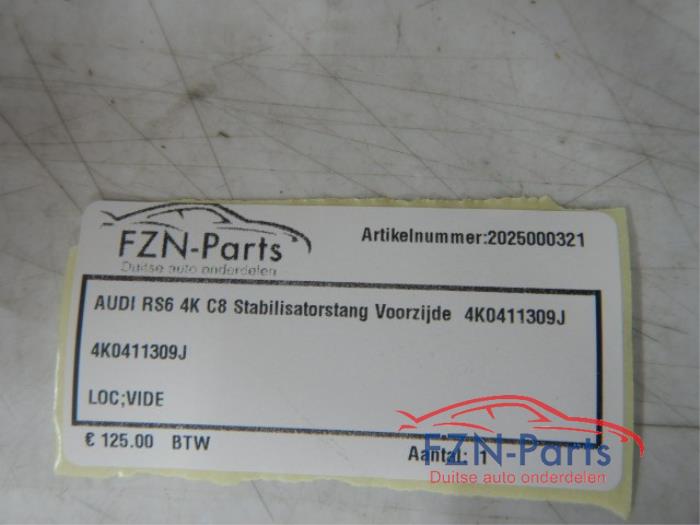 FZN-Parts
Duitse auto onderdelen
Artikelnummer:2025000321
AUDI RS6 4K C8 Stabilisatorstang Voorzijde 4K0411309J
4K0411309J
LOC;VIDE
€ 125.00 BTW
Aantal: 1
FZN-Parts
Duitse auto onderdelen